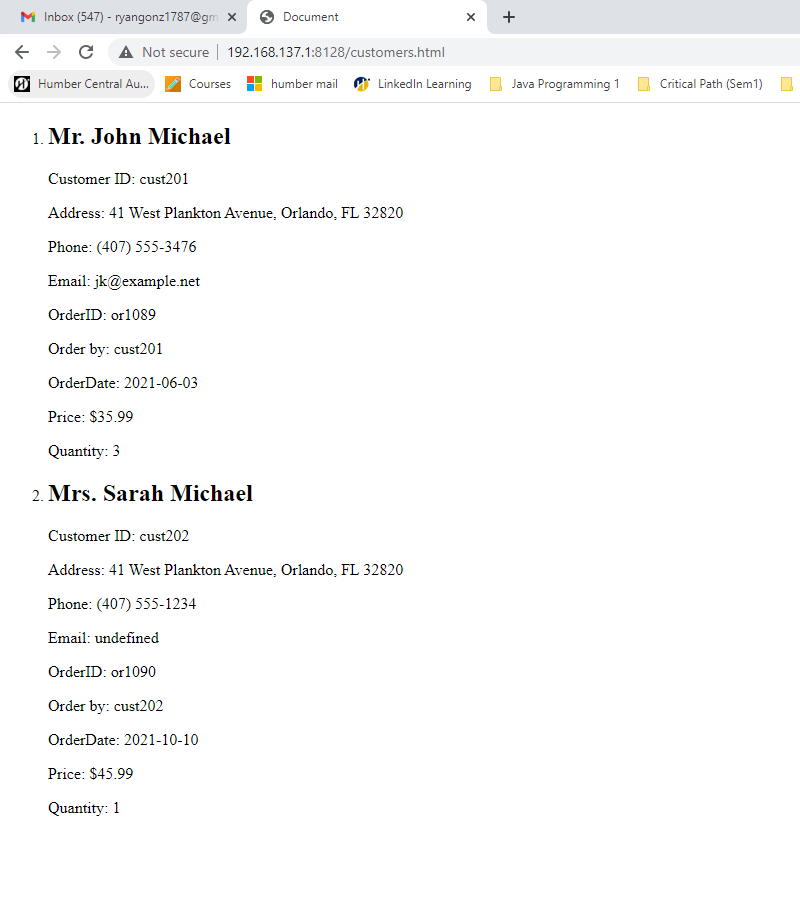 Inbox (547) - ryangonz1787@gm
Document
Not secure | 192.168.137.1:8128/customers.html
Humber Central Au... Courses humber mail LinkedIn Learning Java Programming 1 Critical Path (Sem1)
1. Mr. John Michael
Customer ID: cust201
Address: 41 West Plankton Avenue, Orlando, FL 32820
Phone: (407) 555-3476
Email: jk@example.net
OrderID: or1089
Order by: cust201
OrderDate: 2021-06-03
Price: $35.99
Quantity: 3
2. Mrs. Sarah Michael
Customer ID: cust202
Address: 41 West Plankton Avenue, Orlando, FL 32820
Phone: (407) 555-1234
Email: undefined
OrderID: or1090
Order by: cust202
OrderDate: 2021-10-10
Price: $45.99
Quantity: 1